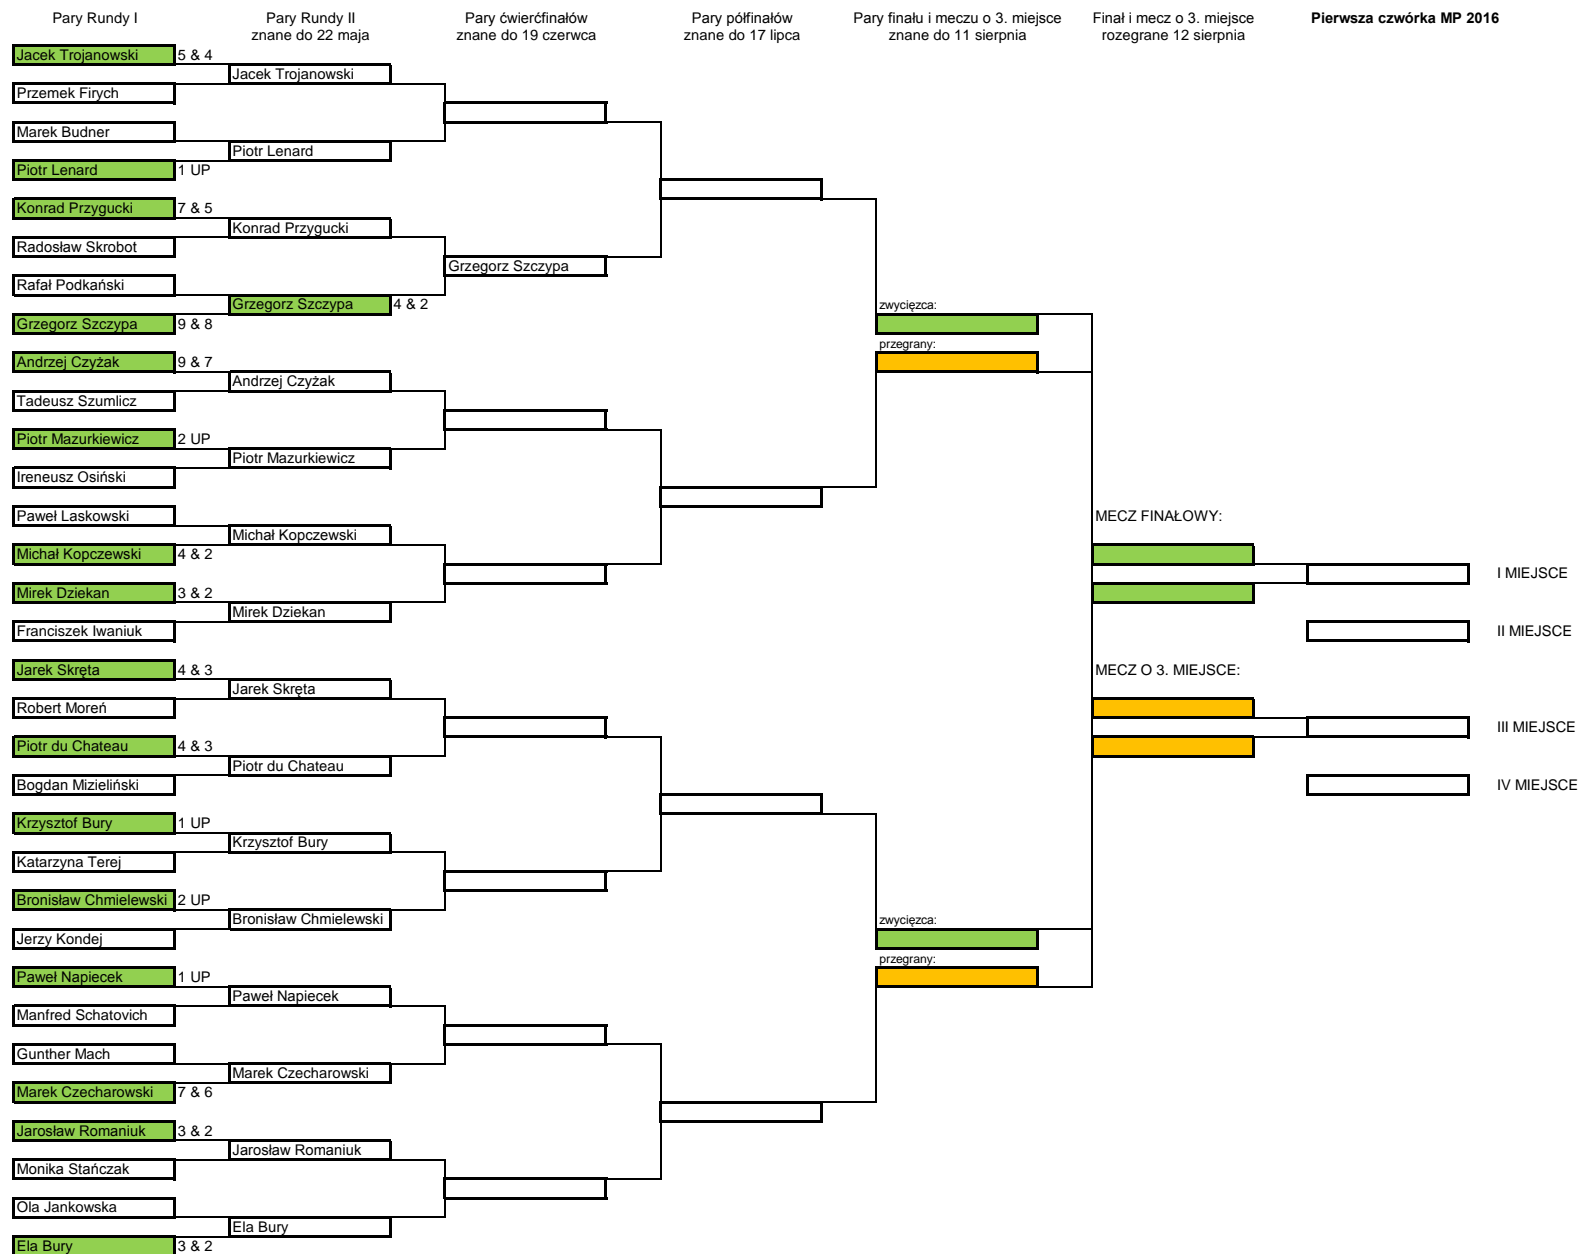 Pary Rundy I
Pary Rundy II
znane do 22 maja
Pary ćwierćfinałów
znane do 19 czerwca
Pary półfinałów
znane do 17 lipca
Pary finału i meczu o 3. miejsce
znane do 11 sierpnia
Finał i mecz o 3. miejsce
rozegrane 12 sierpnia
Pierwsza czwórka MP 2016
Jacek Trojanowski 5 & 4
Przemek Firych
Marek Budner
Piotr Lenard 1 UP
Konrad Przygucki 7 & 5
Radosław Skrobot
Rafał Podkański
Grzegorz Szczypa 9 & 8
Andrzej Czyżak 9 & 7
Tadeusz Szumlicz
Piotr Mazurkiewicz 2 UP
Ireneusz Osiński
Paweł Laskowski
Michał Kopczewski 4 & 2
Mirek Dziekan 3 & 2
Franciszek Iwaniuk
Jarek Skręta 4 & 3
Robert Moreń
Piotr du Chateau 4 & 3
Bogdan Mizieliński
Krzysztof Bury 1 UP
Katarzyna Terej
Bronisław Chmielewski 2 UP
Jerzy Kondej
Paweł Napiecek 1 UP
Manfred Schatovich
Gunther Mach
Marek Czecharowski 7 & 6
Jarosław Romaniuk 3 & 2
Monika Stańczak
Ola Jankowska
Ela Bury 3 & 2
Jacek Trojanowski
Piotr Lenard
Konrad Przygucki
Grzegorz Szczypa 4 & 2
Andrzej Czyżak
Piotr Mazurkiewicz
Michał Kopczewski
Mirek Dziekan
Jarek Skręta
Piotr du Chateau
Krzysztof Bury
Bronisław Chmielewski
Paweł Napiecek
Marek Czecharowski
Jarosław Romaniuk
Ela Bury
Grzegorz Szczypa
zwycięzca:
przegrany:
zwycięzca:
przegrany:
MECZ FINAŁOWY:
MECZ O 3. MIEJSCE:
I MIEJSCE
II MIEJSCE
III MIEJSCE
IV MIEJSCE